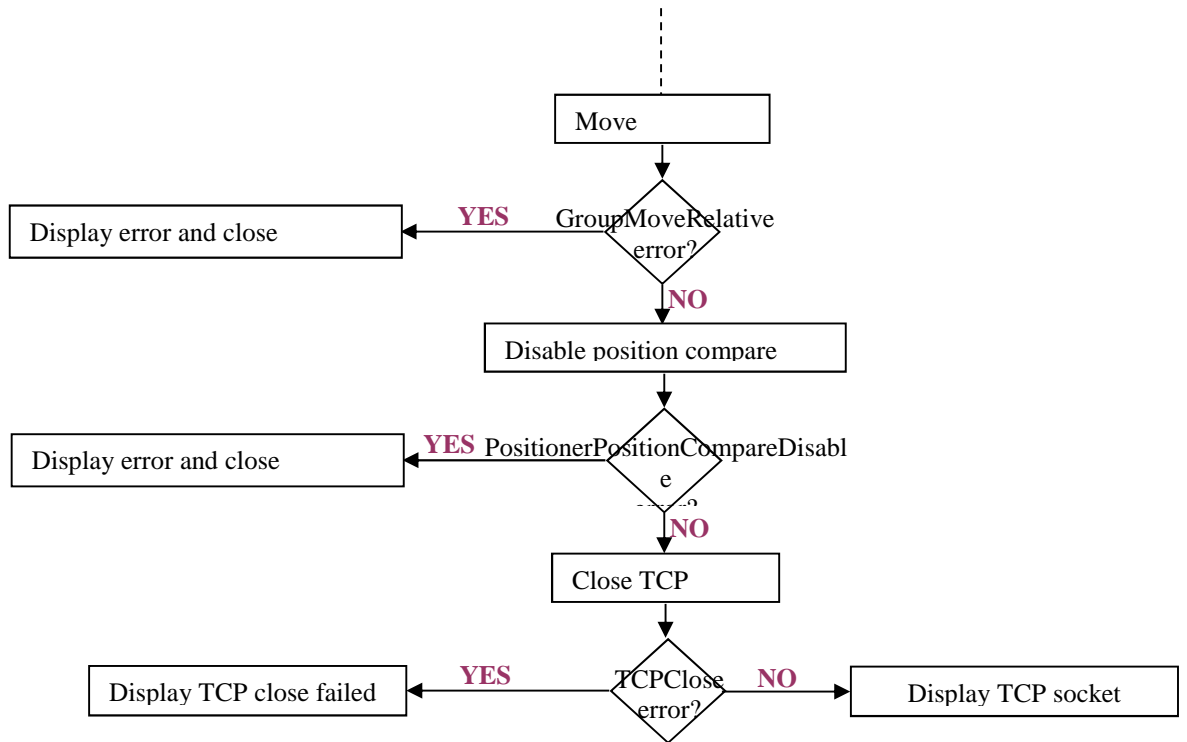 Move
GroupMoveRelative
error?
YES
Display error and close
NO
Disable position compare
PositionerPositionCompareDisabl
e
error?
YES
Display error and close
NO
Close TCP
TCPClose
error?
YES
Display TCP close failed
NO
Display TCP socket